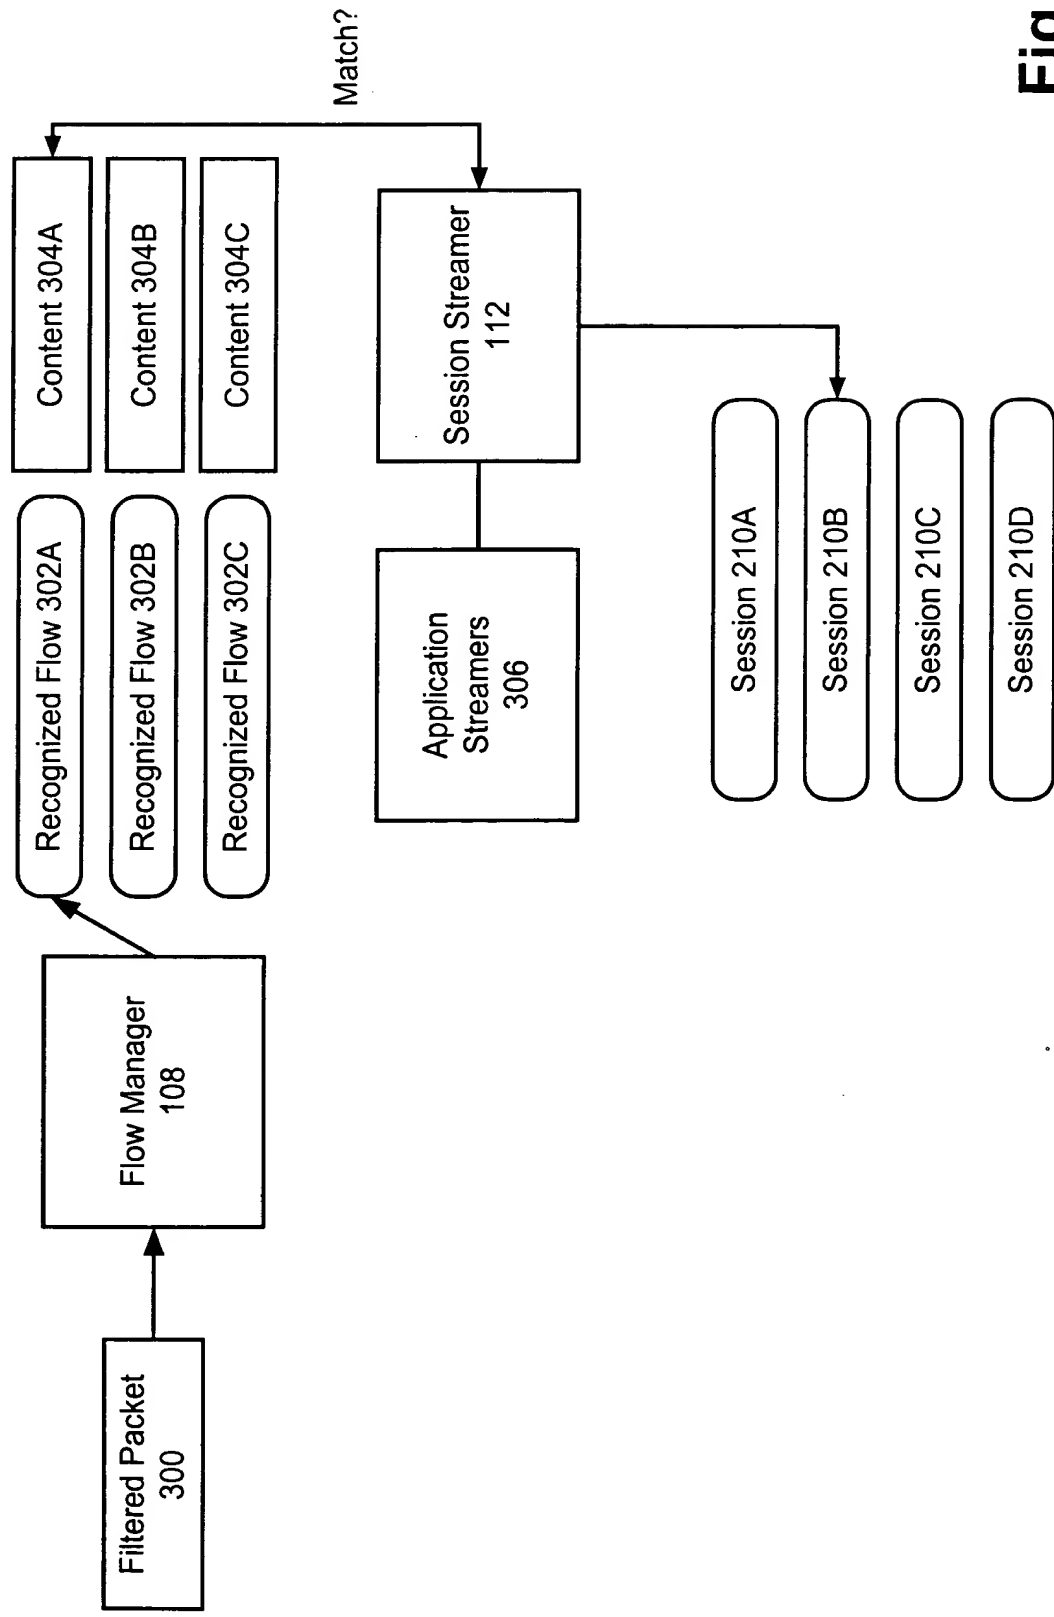 Filtered Packet
300
Flow Manager
108
Recognized Flow 302A
Recognized Flow 302B
Recognized Flow 302C
Content 304A
Content 304B
Content 304C
Match?
Application
Streamers
306
Session Streamer
112
Session 210A
Session 210B
Session 210C
Session 210D
Fig